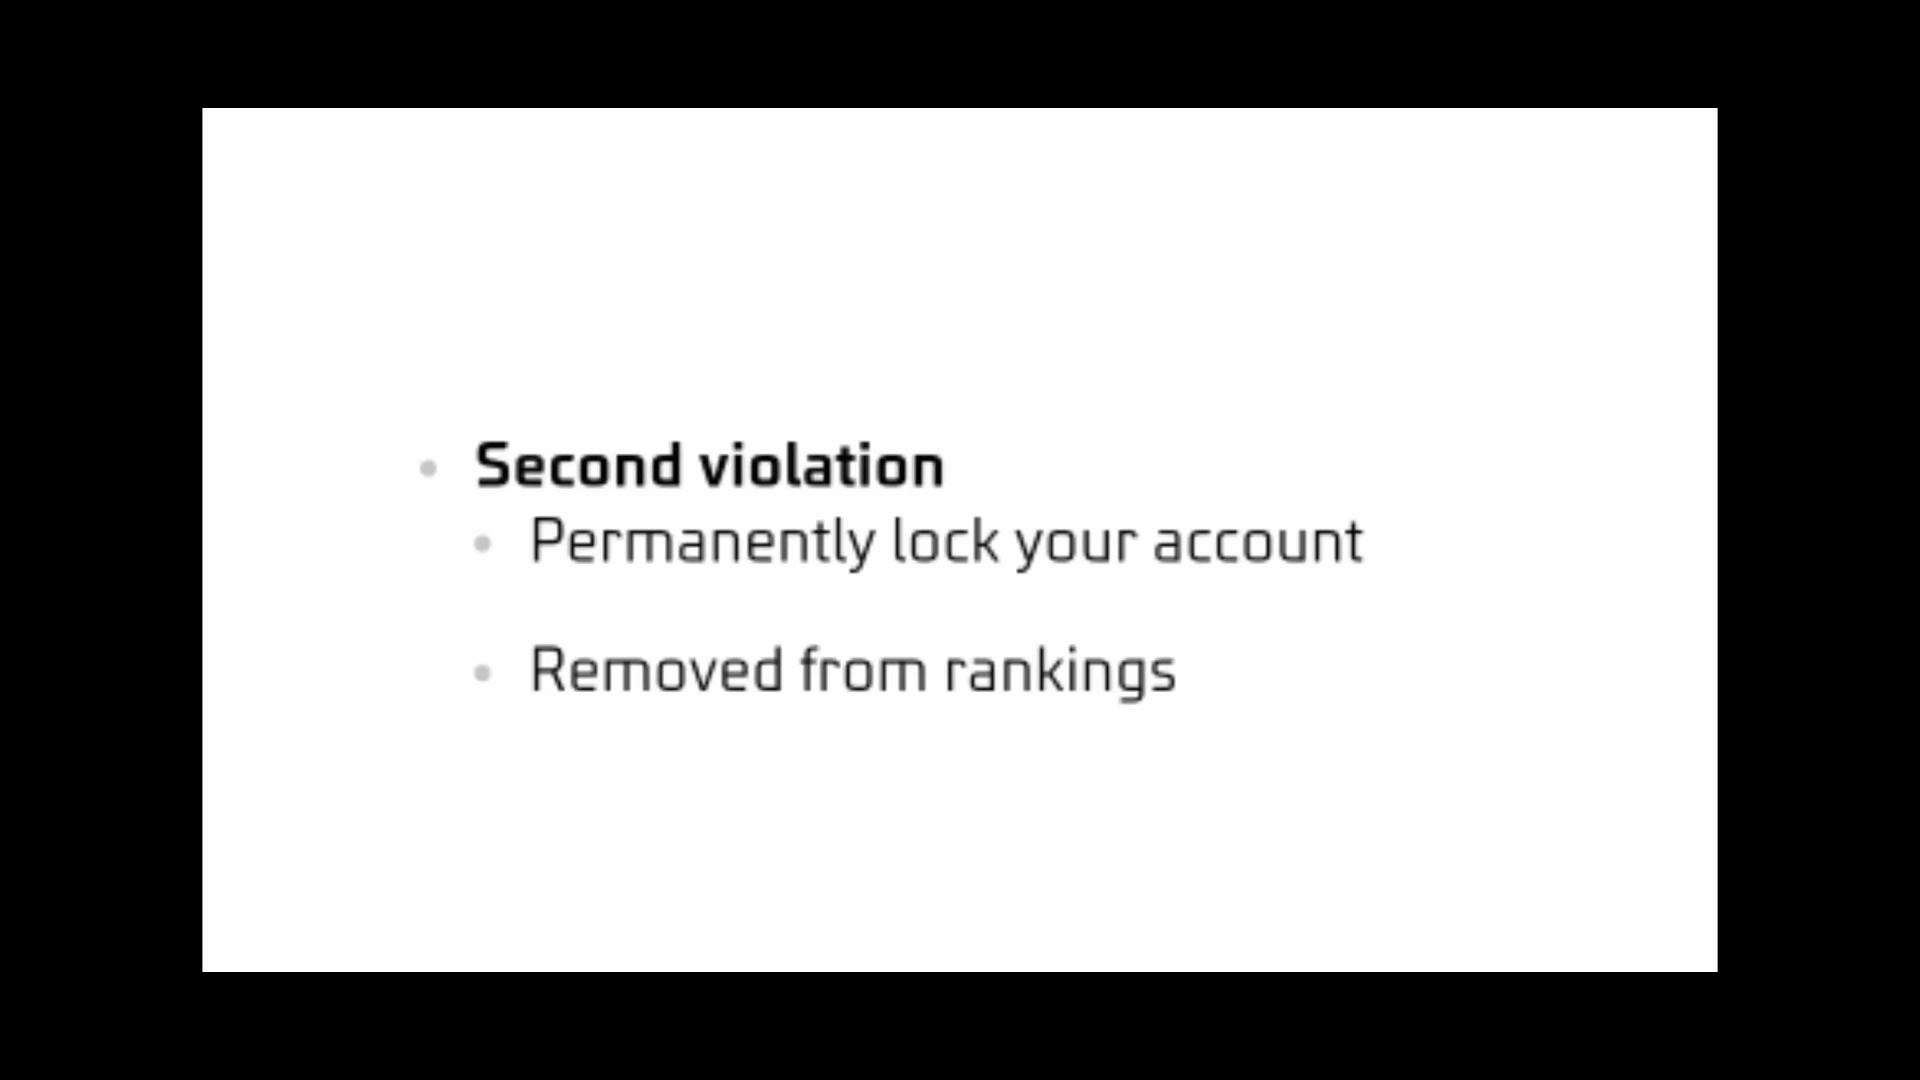 Second violation
Permanently lock your account
Removed from rankings